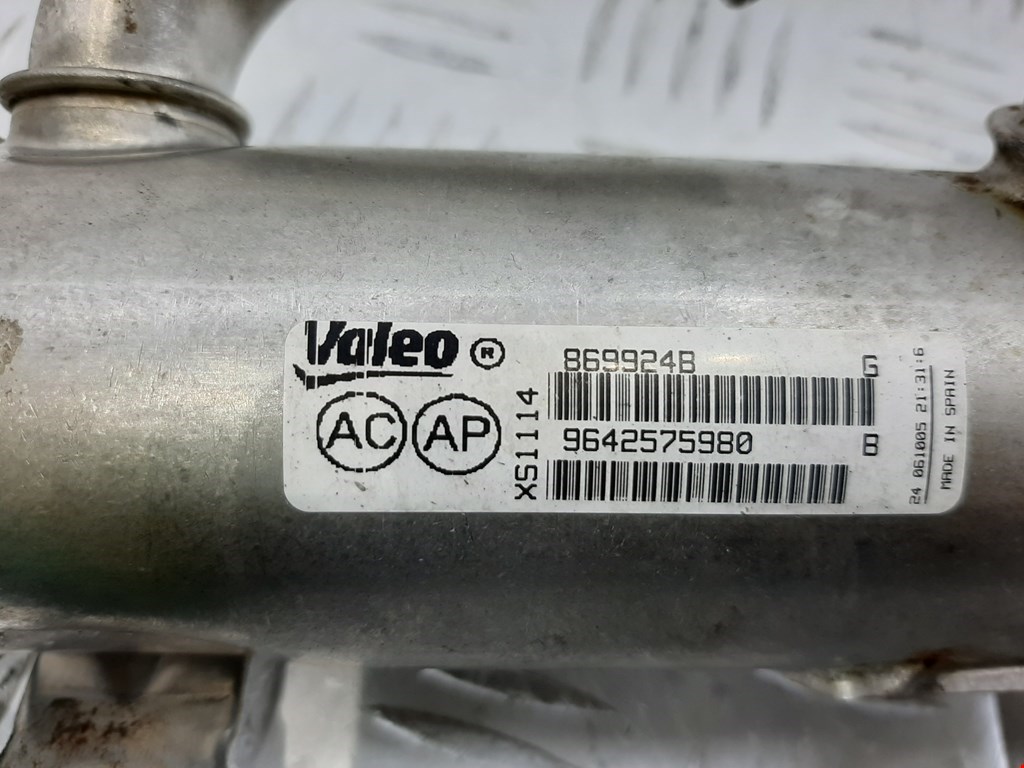 Valeo ®
AC AP
XS1114
869924B G
9642575980 B
24 061005 21:31:6
MADE IN SPAIN